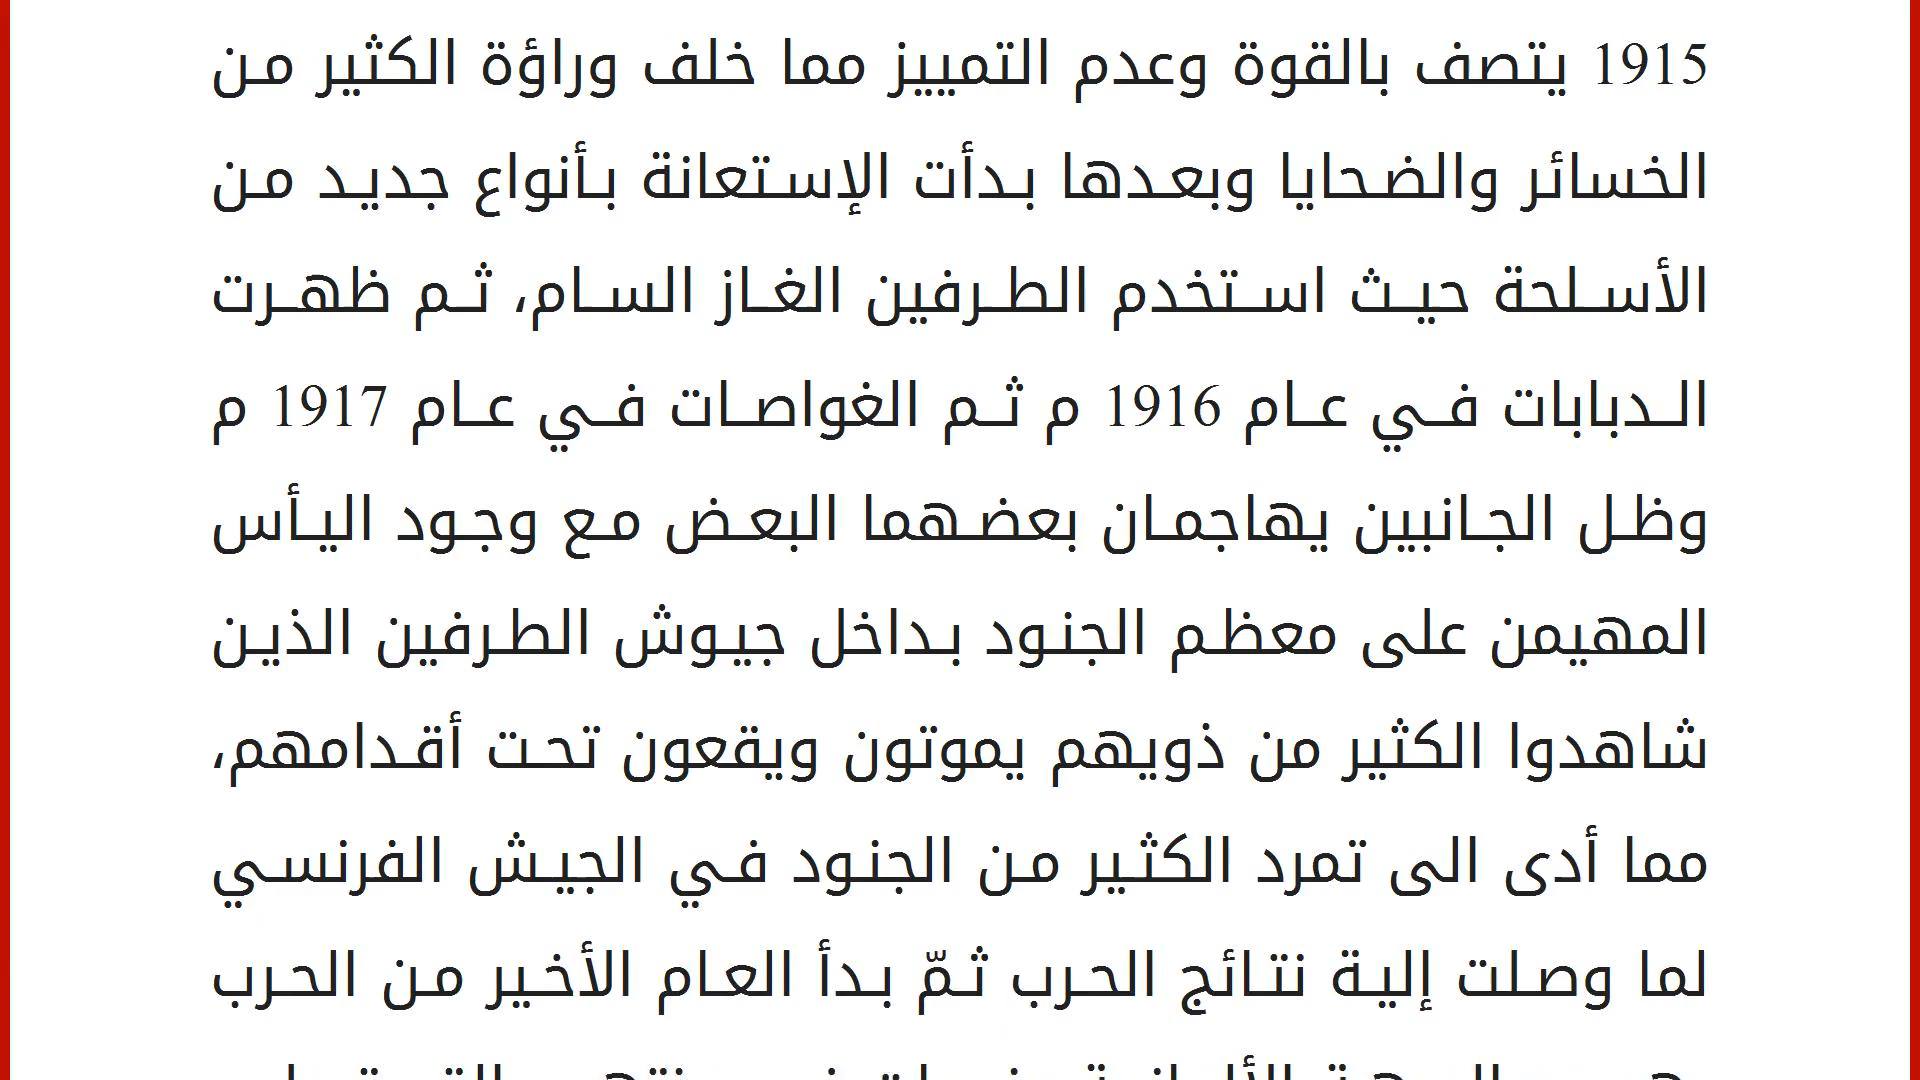 1915 يتصف بالقوة وعدم التمييز مما خلف وراؤة الكثير من
الخسائر والضحايا وبعدها بدأت الإستعانة بأنواع جديد من
الأسلحة حيث استخدم الطرفين الغاز السام، ثم ظهرت
الدبابات في عام 1916 م ثم الغواصات في عام 1917 م
وظل الجانبين يهاجمان بعضهما البعض مع وجود اليأس
المهيمن على معظم الجنود بداخل جيوش الطرفين الذين
شاهدوا الكثير من ذويهم يموتون ويقعون تحت أقدامهم،
مما أدى الى تمرد الكثير من الجنود في الجيش الفرنسي
لما وصلت إلية نتائج الحرب ثمّ بدأ العام الأخير من الحرب